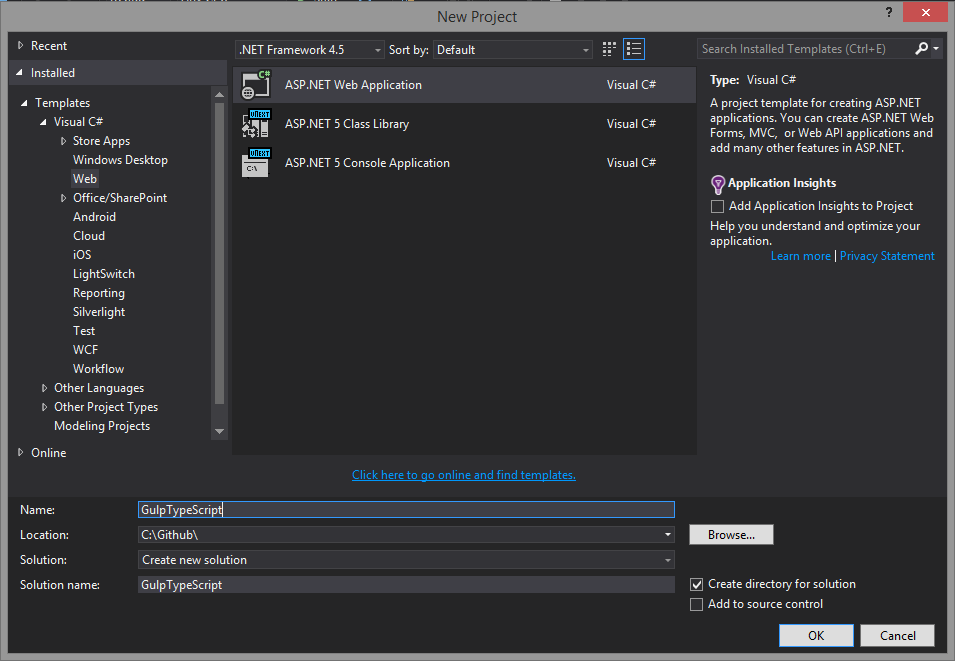 New Project
?
Recent
Installed
Templates
Visual C#
Store Apps
Windows Desktop
Web
Office/SharePoint
Android
Cloud
iOS
LightSwitch
Reporting
Silverlight
Test
WCF
Workflow
Other Languages
Other Project Types
Modeling Projects
Online
.NET Framework 4.5 Sort by: Default
C# ASP.NET Web Application Visual C#
vNEXT ASP.NET 5 Class Library Visual C#
vNEXT C:\ ASP.NET 5 Console Application Visual C#
Click here to go online and find templates.
Search Installed Templates (Ctrl+E)
Type: Visual C#
A project template for creating ASP.NET
applications. You can create ASP.NET Web
Forms, MVC, or Web API applications and
add many other features in ASP.NET.
Application Insights
Add Application Insights to Project
Help you understand and optimize your
application.
Learn more | Privacy Statement
Name: GulpTypeScript
Location: C:\Github\ Browse...
Solution: Create new solution
Solution name: GulpTypeScript
Create directory for solution
Add to source control
OK Cancel